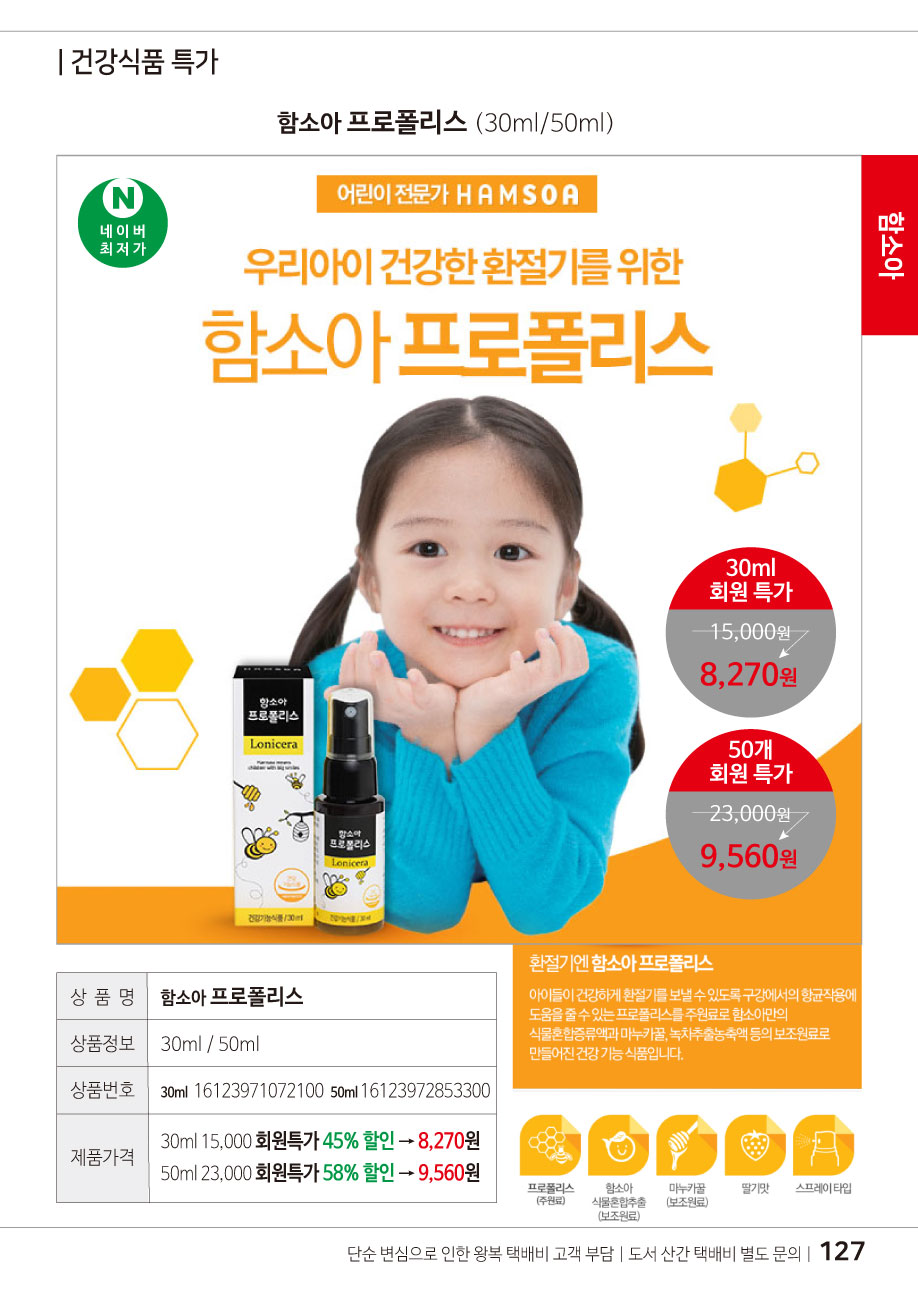 | 건강식품 특가
함소아 프로폴리스 (30ml/50ml)
N
네이버
최저가
어린이 전문가 HAMSOA
함소아
우리아이 건강한 환절기를 위한
함소아 프로폴리스
30ml
회원 특가
15,000원
8,270원
50개
회원 특가
23,000원
9,560원
함소아
프로폴리스
Lonicera
Hamsoa means
children with big smiles
건강
기능식품
건강기능식품 / 30 ml
함소아
프로폴리스
Lonicera
건강기능식품 / 30 ml
환절기엔 함소아 프로폴리스
아이들이 건강하게 환절기를 보낼 수 있도록 구강에서의 항균작용에
도움을 줄 수 있는 프로폴리스를 주원료로 함소아만의
식물혼합증류액과 마누카꿀, 녹차추출농축액 등의 보조원료로
만들어진 건강 기능 식품입니다.
상 품 명 함소아 프로폴리스
상품정보 30ml / 50ml
상품번호 30ml 16123971072100 50ml 16123972853300
제품가격
30ml 15,000 회원특가 45% 할인 → 8,270원
50ml 23,000 회원특가 58% 할인 → 9,560원
프로폴리스
(주원료)
함소아
식물혼합추출
(보조원료)
마누카꿀
(보조원료)
딸기맛
스프레이 타입
단순 변심으로 인한 왕복 택배비 고객 부담 | 도서 산간 택배비 별도 문의 | 127